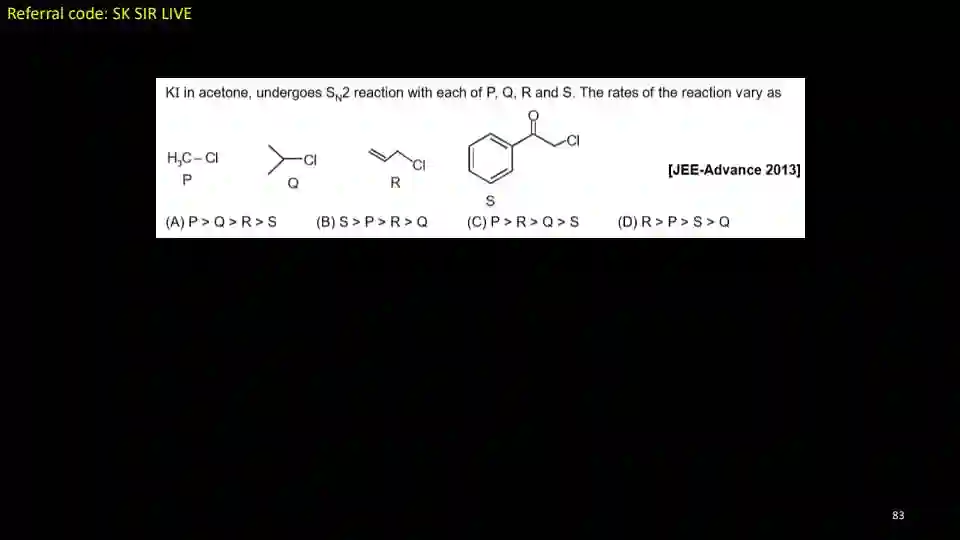 Referral code: SK SIR LIVE
KI in acetone, undergoes S_N2 reaction with each of P, Q, R and S. The rates of the reaction vary as
O
Cl
H₃C–Cl
Cl
Cl
[JEE-Advance 2013]
P
Q
R
S
(A) P > Q > R > S (B) S > P > R > Q (C) P > R > Q > S (D) R > P > S > Q
83